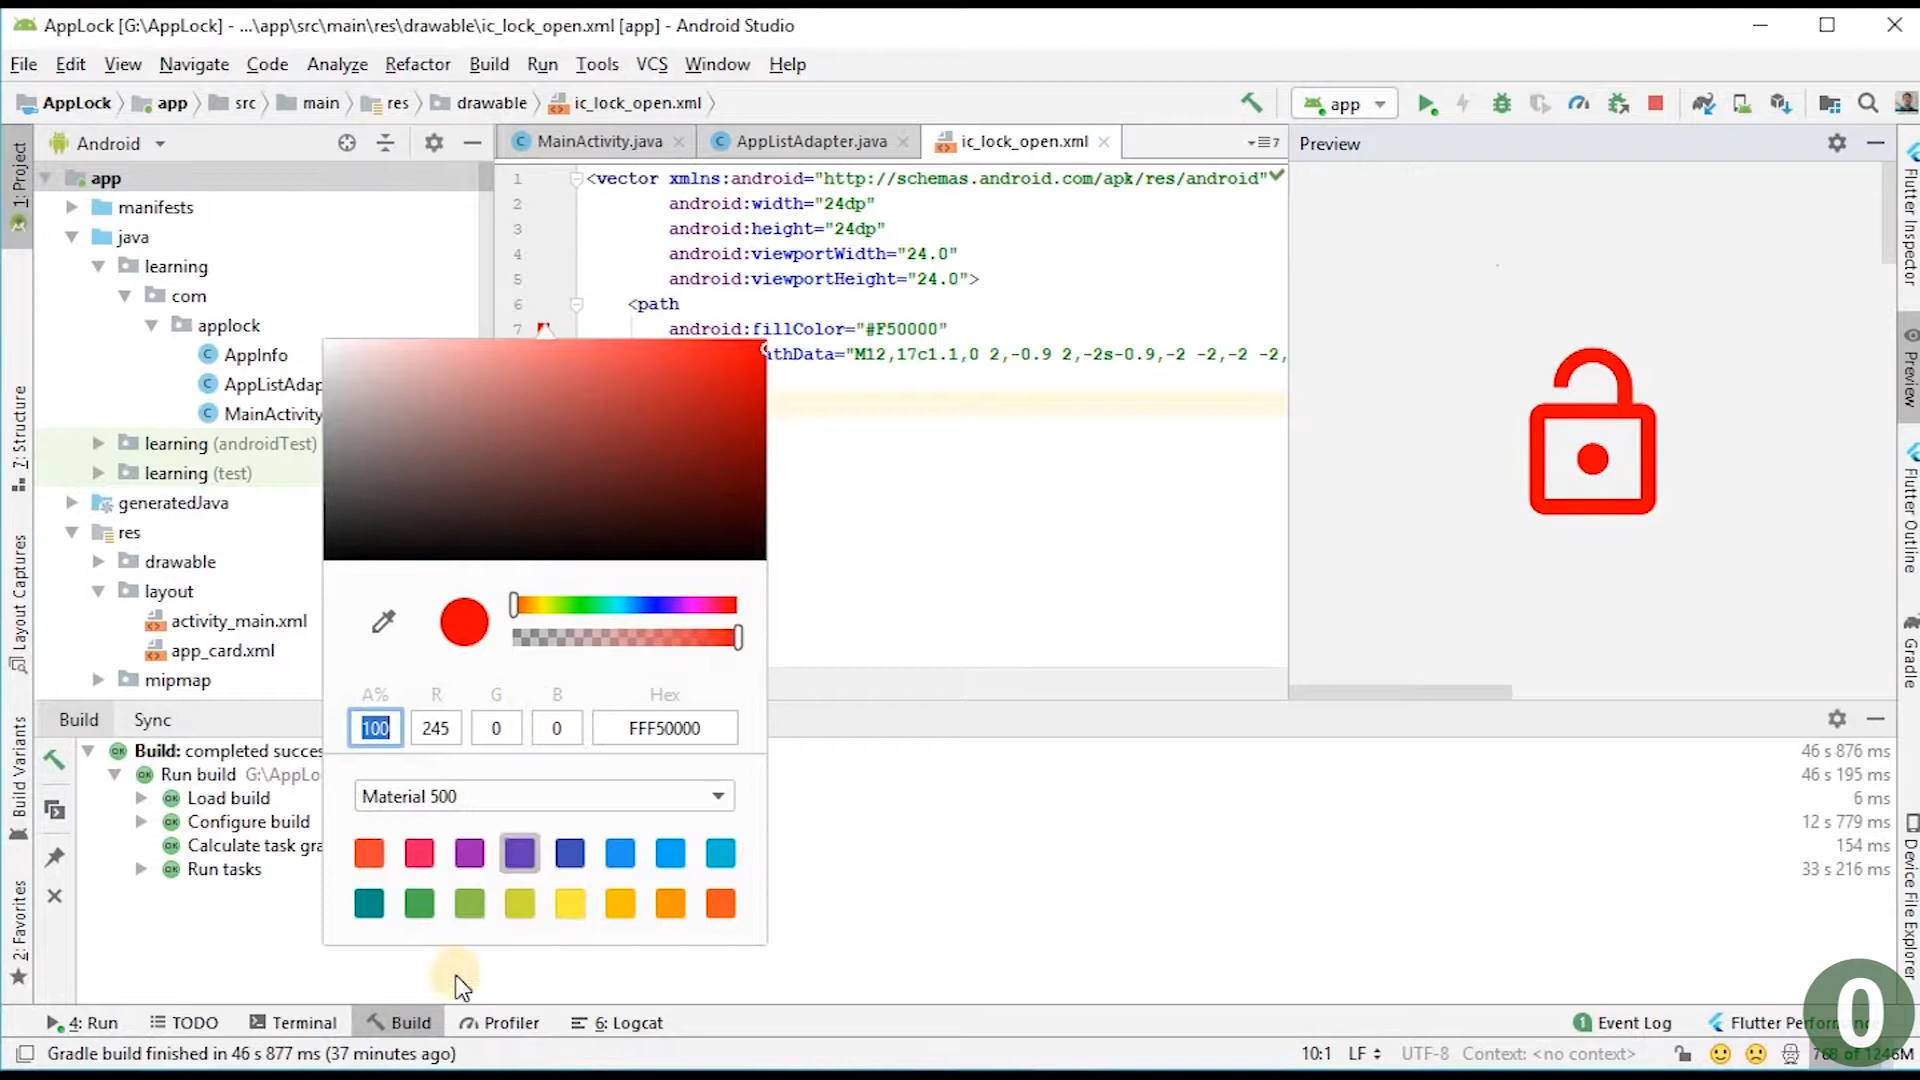 AppLock [G:\AppLock] - ...\app\src\main\res\drawable\ic_lock_open.xml [app] - Android Studio
File Edit View Navigate Code Analyze Refactor Build Run Tools VCS Window Help
AppLock app src main res drawable ic_lock_open.xml app
Android
MainActivity.java AppListAdapter.java ic_lock_open.xml 7
Preview
1: Project
7: Structure
Layout Captures
Build Variants
2: Favorites
app
manifests
java
learning
com
applock
AppInfo
AppListAdap
MainActivity
learning (androidTest)
learning (test)
generatedJava
res
drawable
layout
activity_main.xml
app_card.xml
mipmap
1 <vector xmlns:android="http://schemas.android.com/apk/res/android"
2 android:width="24dp"
3 android:height="24dp"
4 android:viewportWidth="24.0"
5 android:viewportHeight="24.0">
6 <path
7 android:fillColor="#F50000"
athData="M12,17c1.1,0 2,-0.9 2,-2s-0.9,-2 -2,-2 -2,
A% R G B Hex
100 245 0 0 FFF50000
Material 500
Flutter Inspector
Preview
Flutter Outline
Gradle
Device File Explorer
Build Sync
Build: completed succes 46 s 876 ms
Run build G:\AppLo 46 s 195 ms
Load build 6 ms
Configure build 12 s 779 ms
Calculate task gra 154 ms
Run tasks 33 s 216 ms
4: Run TODO Terminal Build Profiler 6: Logcat 1 Event Log Flutter Perform
0
Gradle build finished in 46 s 877 ms (37 minutes ago) 10:1 LF UTF-8 Context: <no context> of 1246M